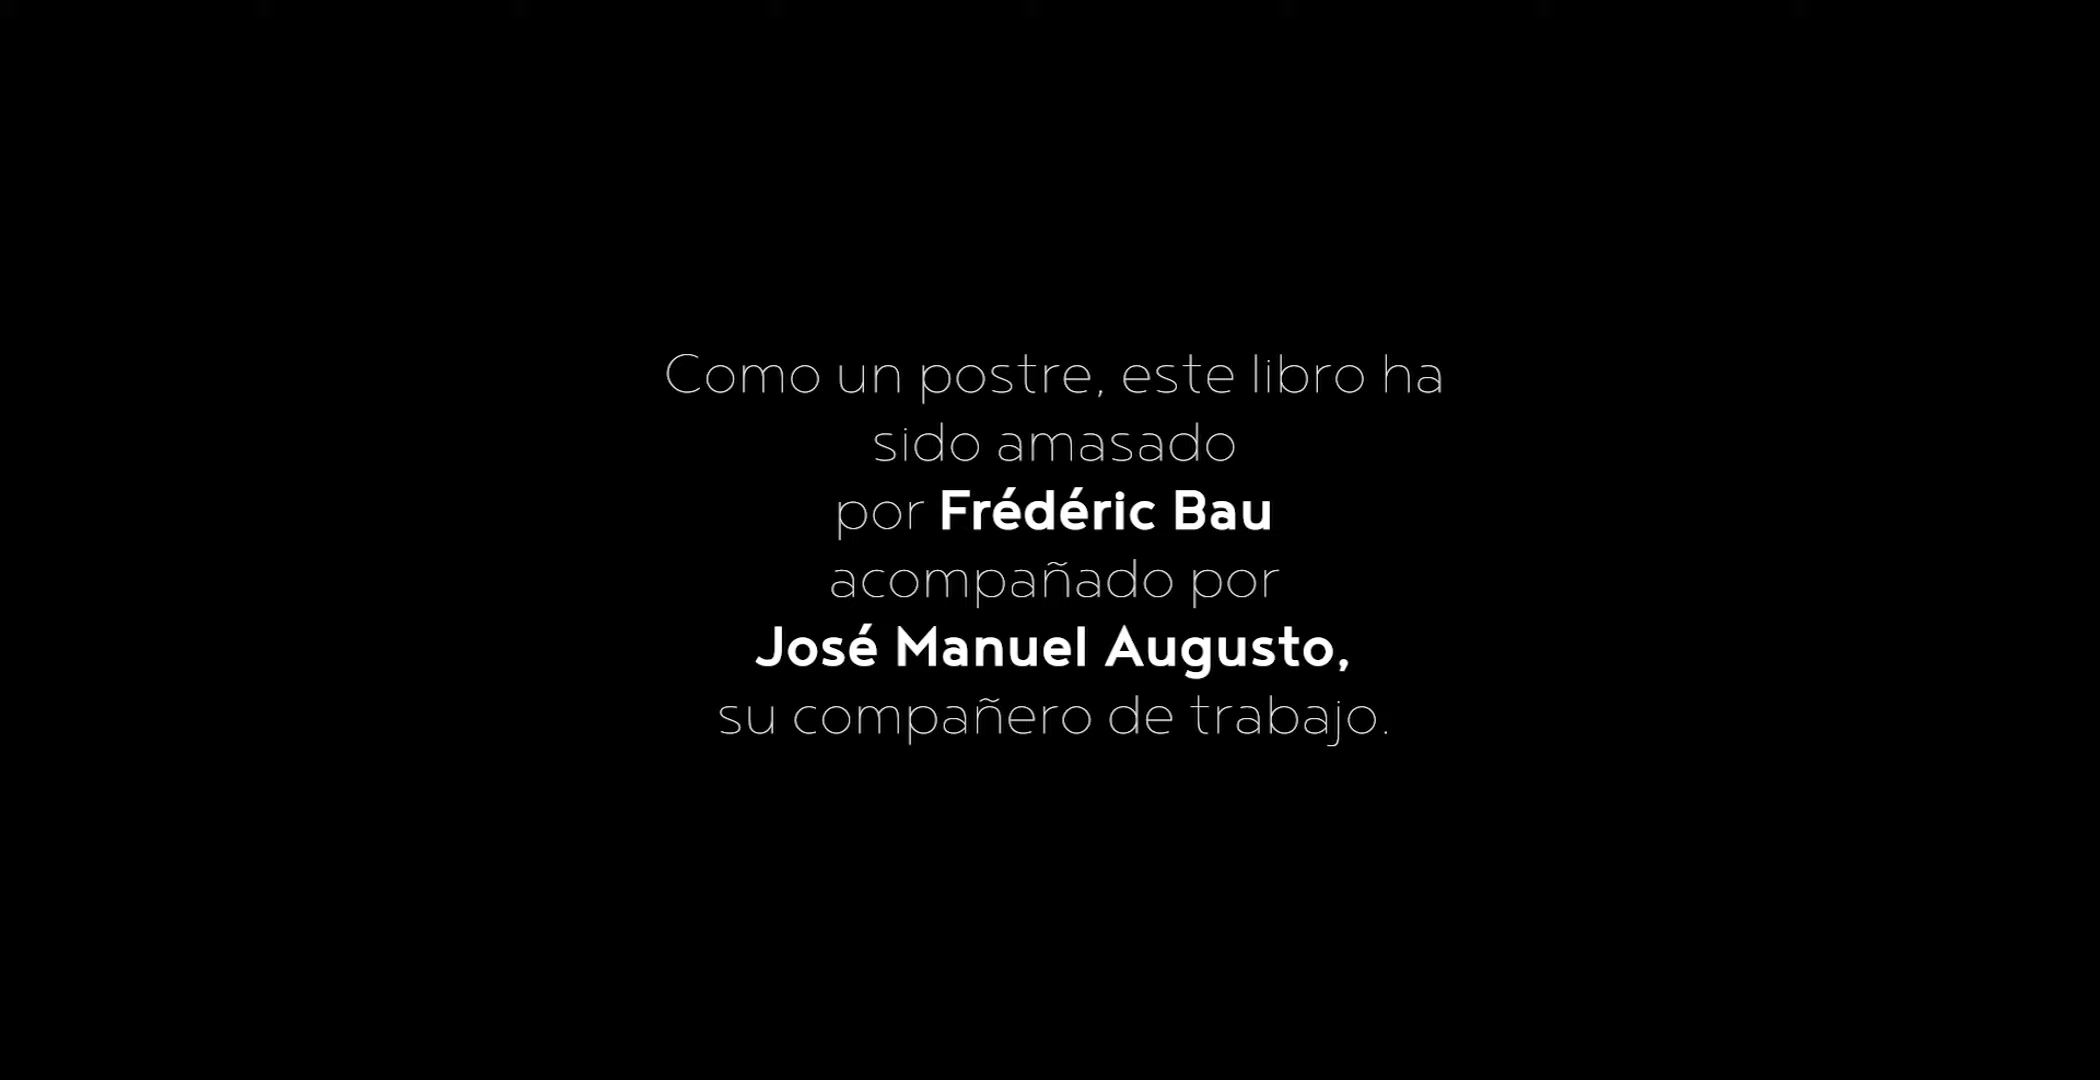 Como un postre, este libro ha
sido amasado
por Frédéric Bau
acompañado por
José Manuel Augusto,
su compañero de trabajo.